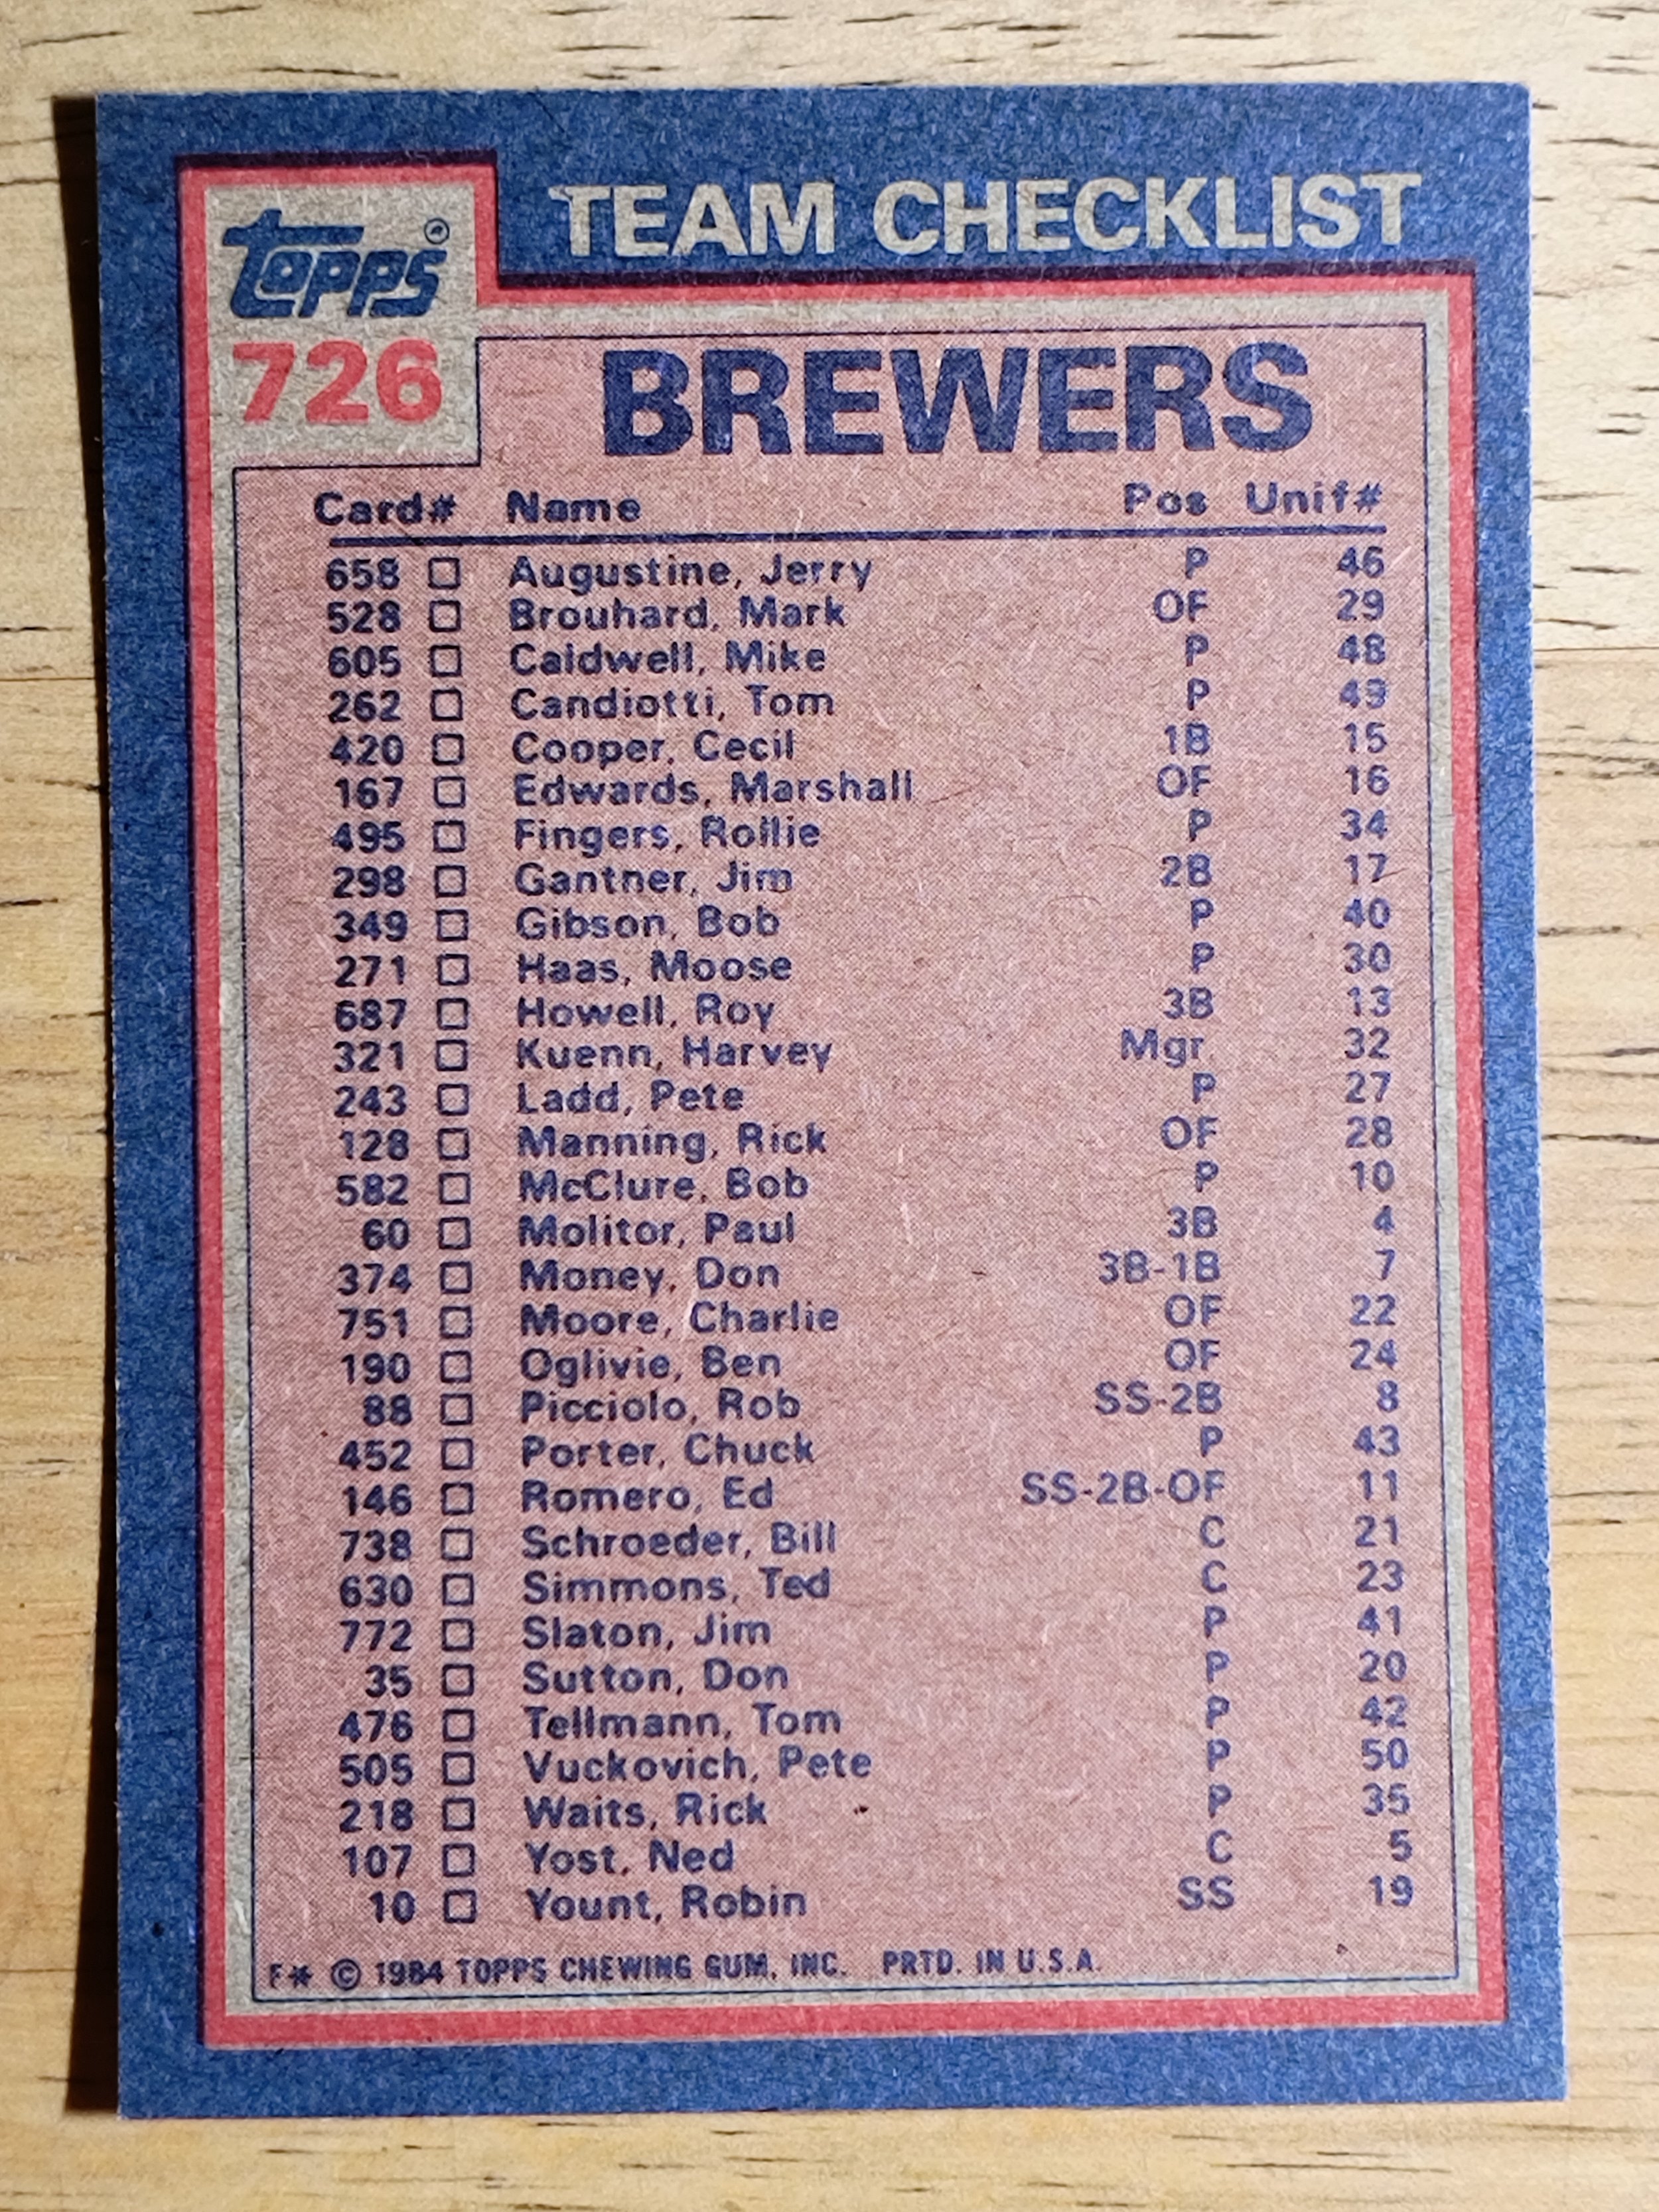 TEAM CHECKLIST
Topps®
726
BREWERS
Card# Name Pos Unif#
658 Augustine, Jerry P 46
528 Brouhard, Mark OF 29
605 Caldwell, Mike P 48
262 Candiotti, Tom P 49
420 Cooper, Cecil 1B 15
167 Edwards, Marshall OF 16
495 Fingers, Rollie P 34
298 Gantner, Jim 2B 17
349 Gibson, Bob P 40
271 Haas, Moose P 30
687 Howell, Roy 3B 13
321 Kuenn, Harvey Mgr. 32
243 Ladd, Pete P 27
128 Manning, Rick OF 28
582 McClure, Bob P 10
60 Molitor, Paul 3B 4
374 Money, Don 3B-1B 7
751 Moore, Charlie OF 22
190 Oglivie, Ben OF 24
88 Picciolo, Rob SS-2B 8
452 Porter, Chuck P 43
146 Romero, Ed SS-2B-OF 11
738 Schroeder, Bill C 21
630 Simmons, Ted C 23
772 Slaton, Jim P 41
35 Sutton, Don P 20
476 Tellmann, Tom P 42
505 Vuckovich, Pete P 50
218 Waits, Rick P 35
107 Yost, Ned C 5
10 Yount, Robin SS 19
F* © 1984 TOPPS CHEWING GUM, INC. PRTD. IN U.S.A.